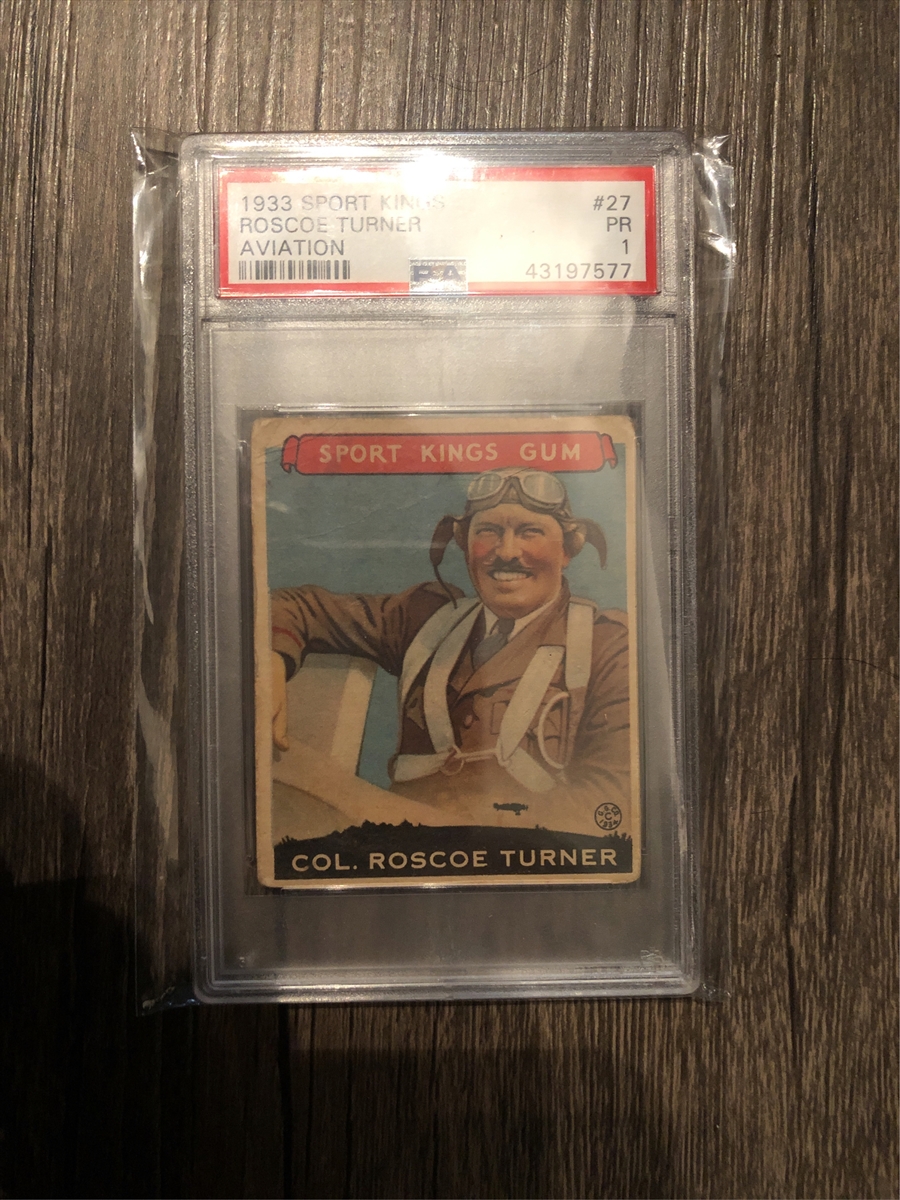 1933 SPORT KINGS #27
ROSCOE TURNER PR
AVIATION 1
PSA 43197577
SPORT KINGS GUM
COL. ROSCOE TURNER